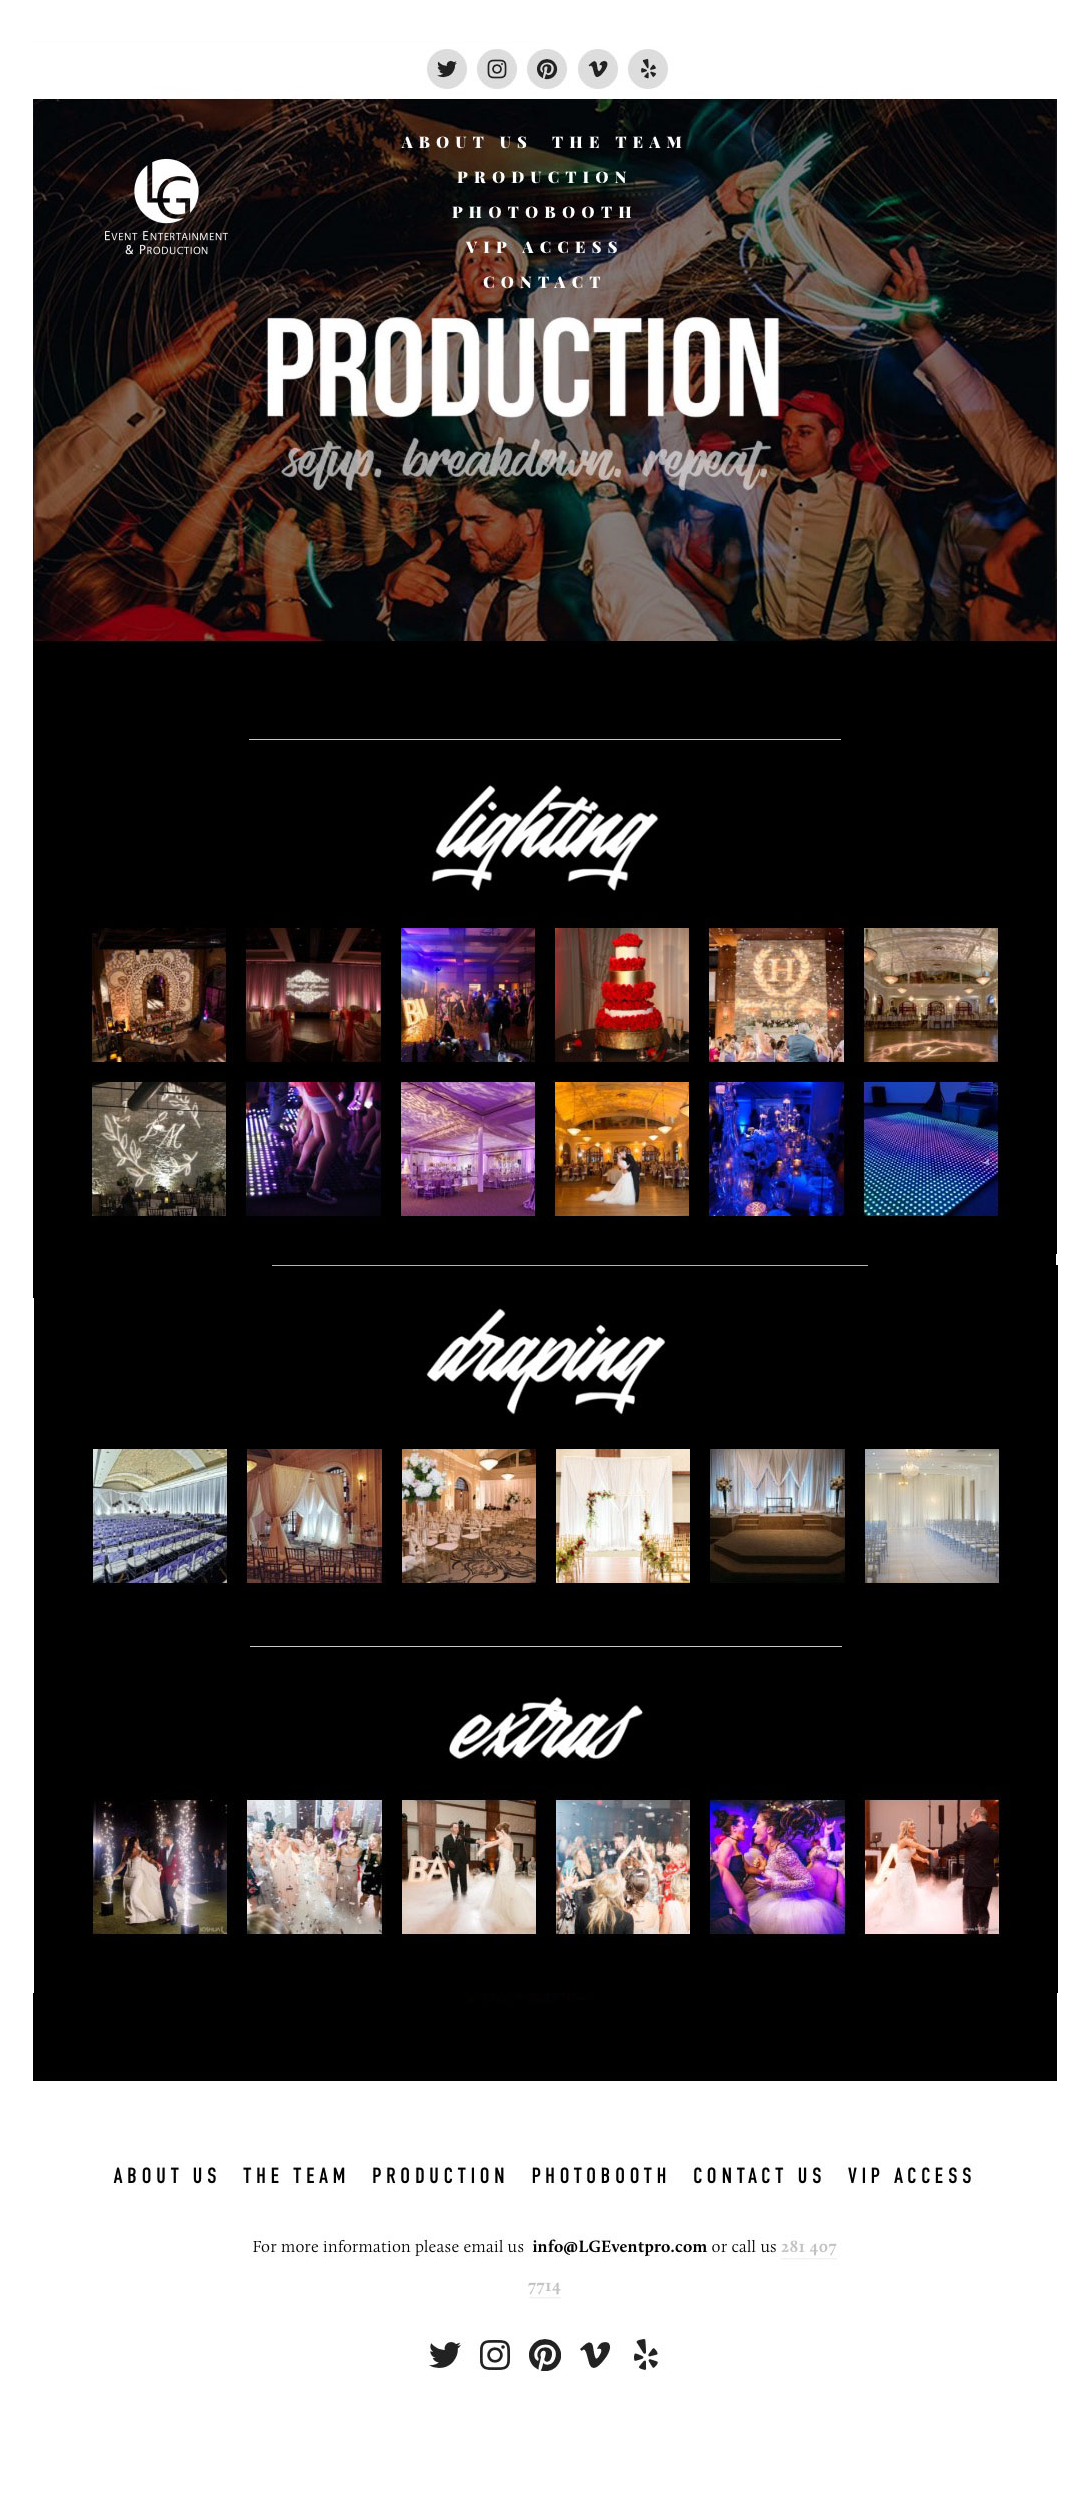 ABOUT US THE TEAM
PRODUCTION
PHOTOBOOTH
VIP ACCESS
CONTACT
LG
EVENT ENTERTAINMENT
& PRODUCTION
PRODUCTION
setup. breakdown. repeat.
lighting
BU
H
L M
draping
extras
BA
A
ABOUT US THE TEAM PRODUCTION PHOTOBOOTH CONTACT US VIP ACCESS
For more information please email us info@LGEventpro.com or call us 281 407
7714